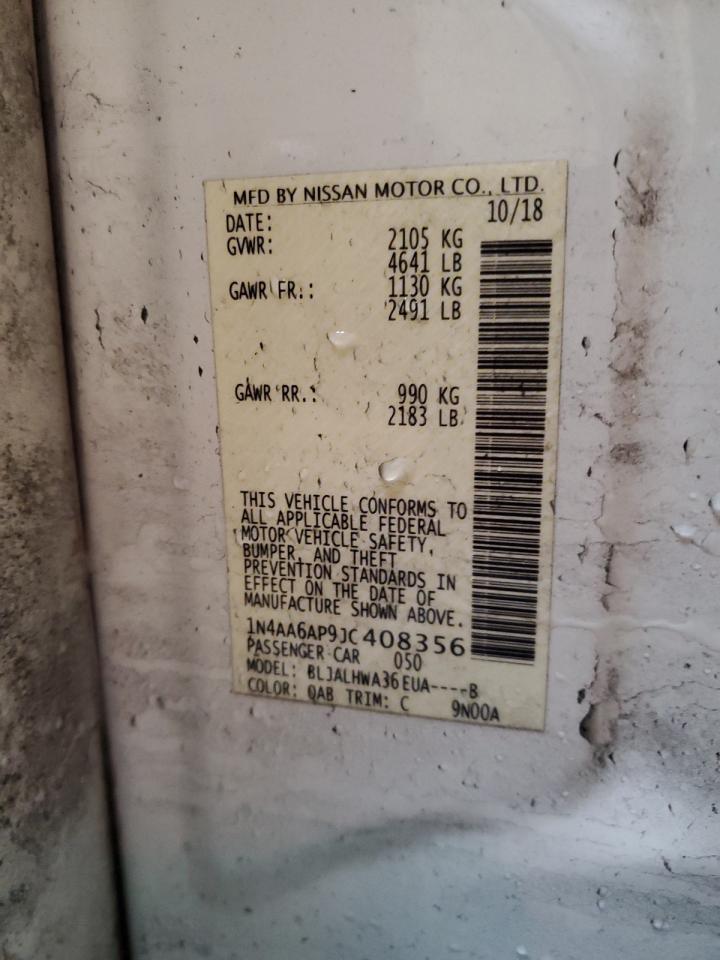 MFD BY NISSAN MOTOR CO., LTD.
DATE: 10/18
GVWR: 2105 KG
4641 LB
GAWR FR.: 1130 KG
2491 LB
GAWR RR.: 990 KG
2183 LB
THIS VEHICLE CONFORMS TO
ALL APPLICABLE FEDERAL
MOTOR VEHICLE SAFETY,
BUMPER, AND THEFT
PREVENTION STANDARDS IN
EFFECT ON THE DATE OF
MANUFACTURE SHOWN ABOVE.
1N4AA6AP9JC408356
PASSENGER CAR 050
MODEL: BLJALHWA36EUA----B
COLOR: QAB TRIM: C 9N00A